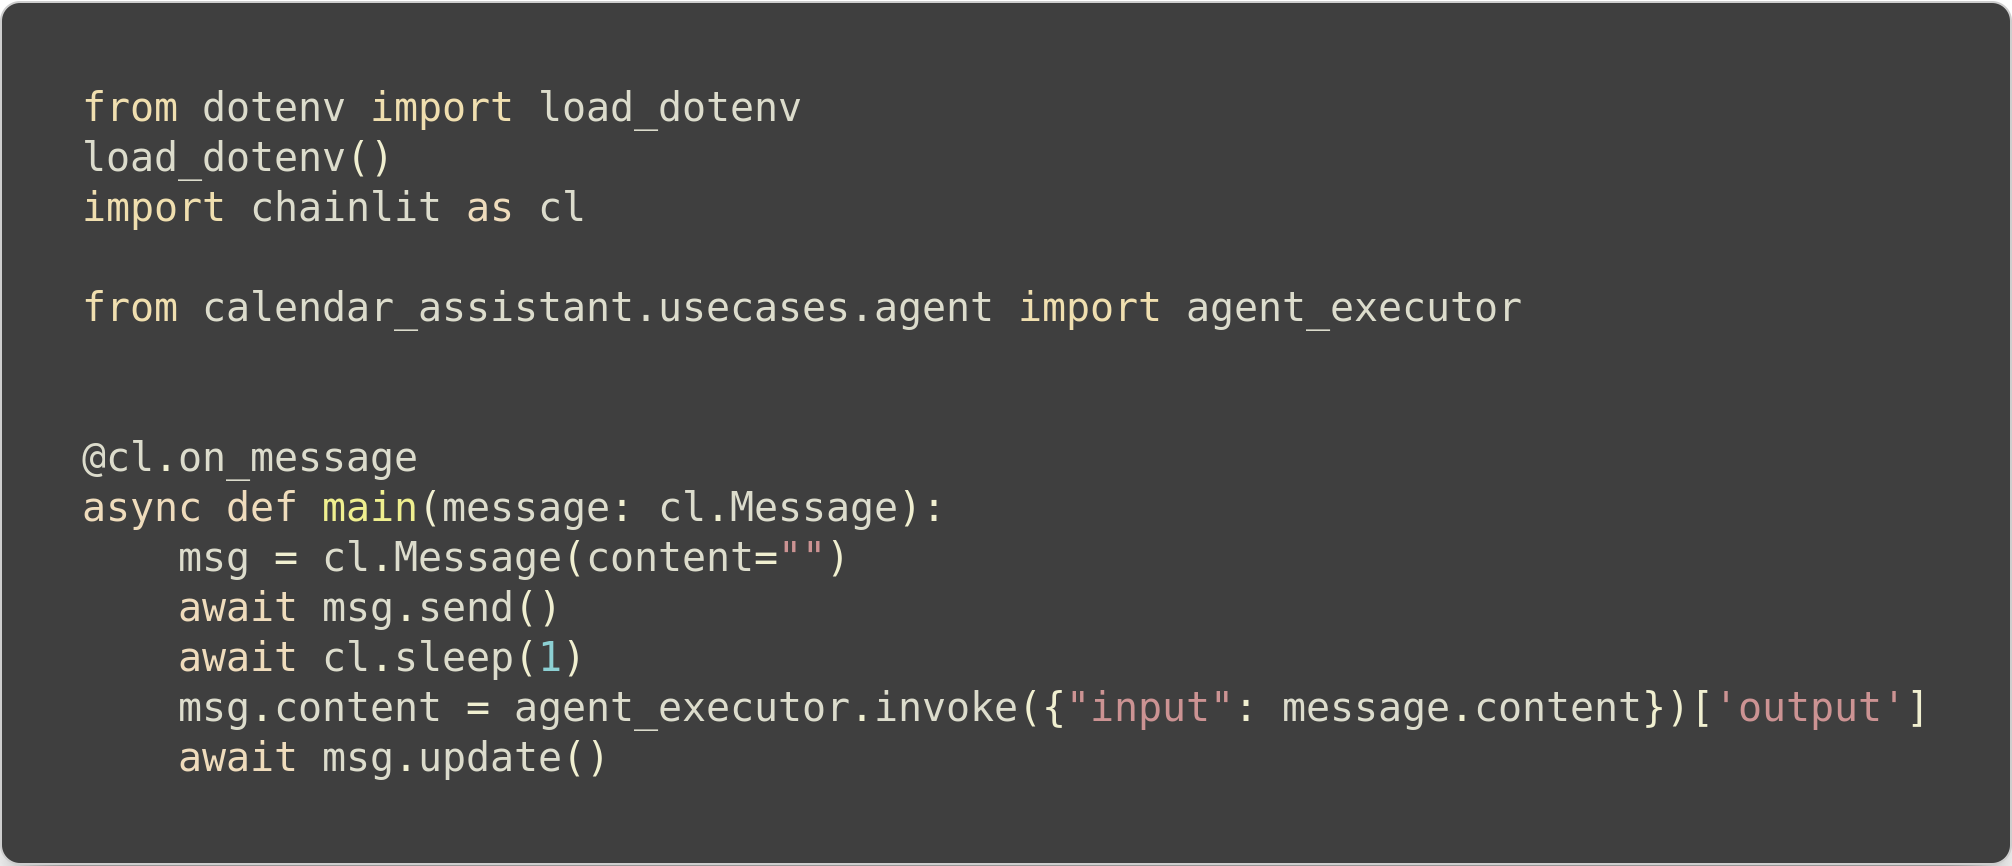 from dotenv import load_dotenv
load_dotenv()
import chainlit as cl

from calendar_assistant.usecases.agent import agent_executor


@cl.on_message
async def main(message: cl.Message):
    msg = cl.Message(content="")
    await msg.send()
    await cl.sleep(1)
    msg.content = agent_executor.invoke({"input": message.content})['output']
    await msg.update()